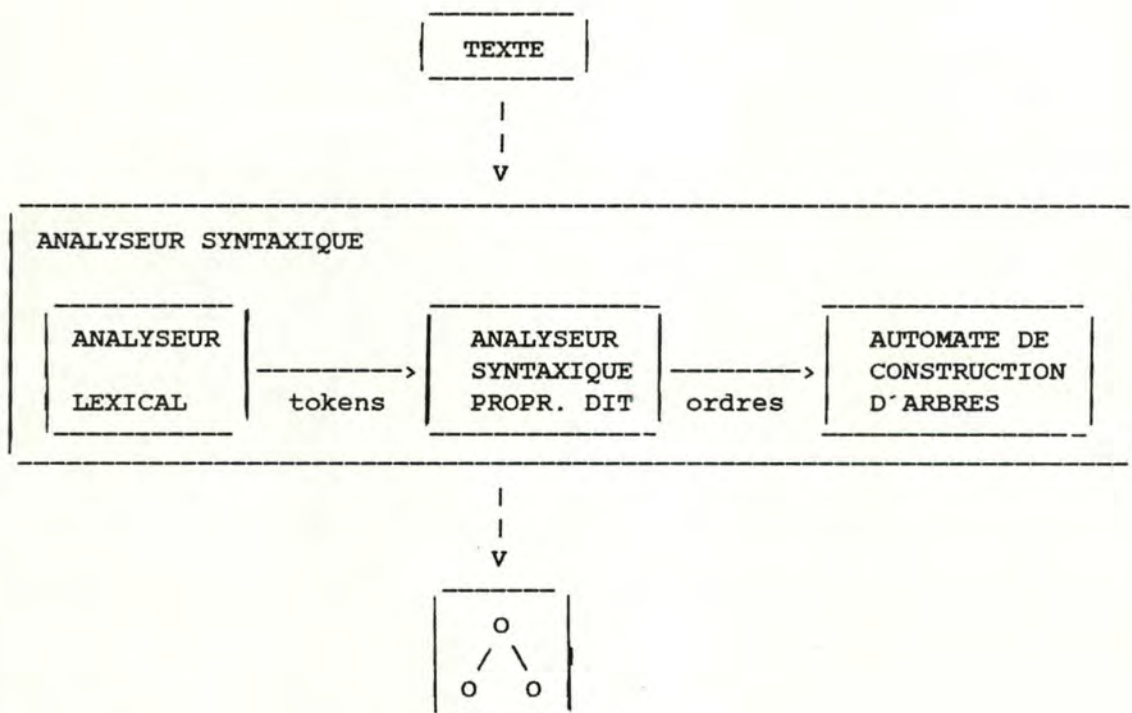 TEXTE
V
ANALYSEUR SYNTAXIQUE
ANALYSEUR
LEXICAL
tokens
ANALYSEUR
SYNTAXIQUE
PROPR. DIT
ordres
AUTOMATE DE
CONSTRUCTION
D´ARBRES
V
O
O O